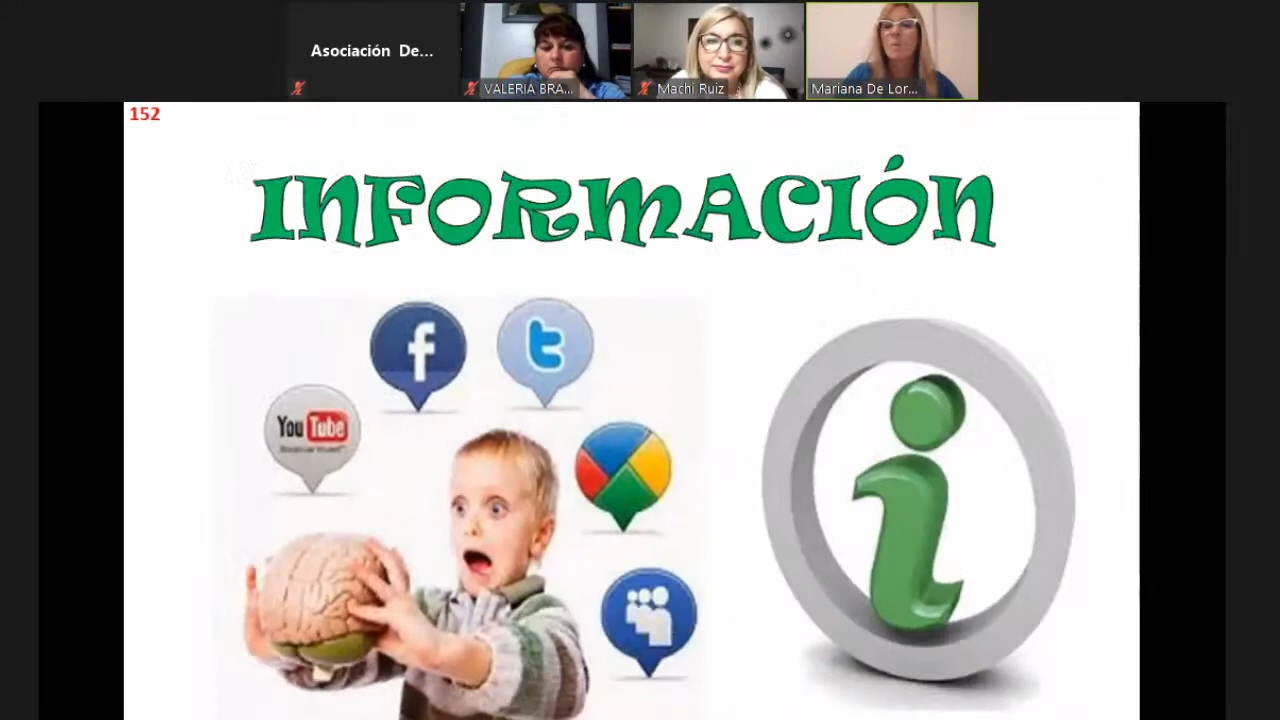 Asociación De...
VALERIA BRA...
Machi Ruiz
Mariana De Lor...
152
INFORMACIÓN
f
t
You Tube
i